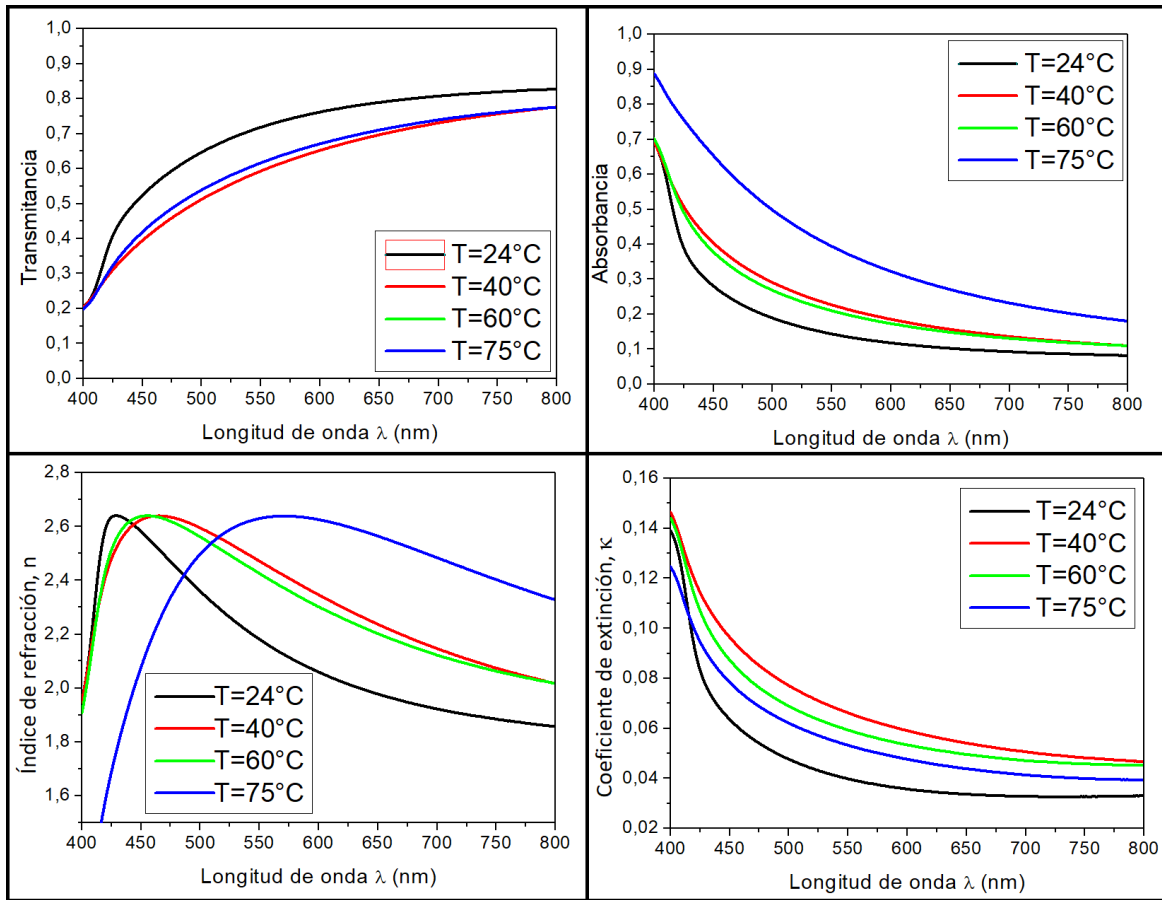 Transmitancia
1,0
0,9
0,8
0,7
0,6
0,5
0,4
0,3
0,2
0,1
0,0
400 450 500 550 600 650 700 750 800
Longitud de onda λ (nm)
T=24°C
T=40°C
T=60°C
T=75°C
Absorbancia
1,0
0,9
0,8
0,7
0,6
0,5
0,4
0,3
0,2
0,1
0,0
400 450 500 550 600 650 700 750 800
Longitud de onda λ (nm)
T=24°C
T=40°C
T=60°C
T=75°C
Índice de refracción, n
2,8
2,6
2,4
2,2
2,0
1,8
1,6
400 450 500 550 600 650 700 750 800
Longitud de onda λ (nm)
T=24°C
T=40°C
T=60°C
T=75°C
Coeficiente de extinción, κ
0,16
0,14
0,12
0,10
0,08
0,06
0,04
0,02
400 450 500 550 600 650 700 750 800
Longitud de onda λ (nm)
T=24°C
T=40°C
T=60°C
T=75°C